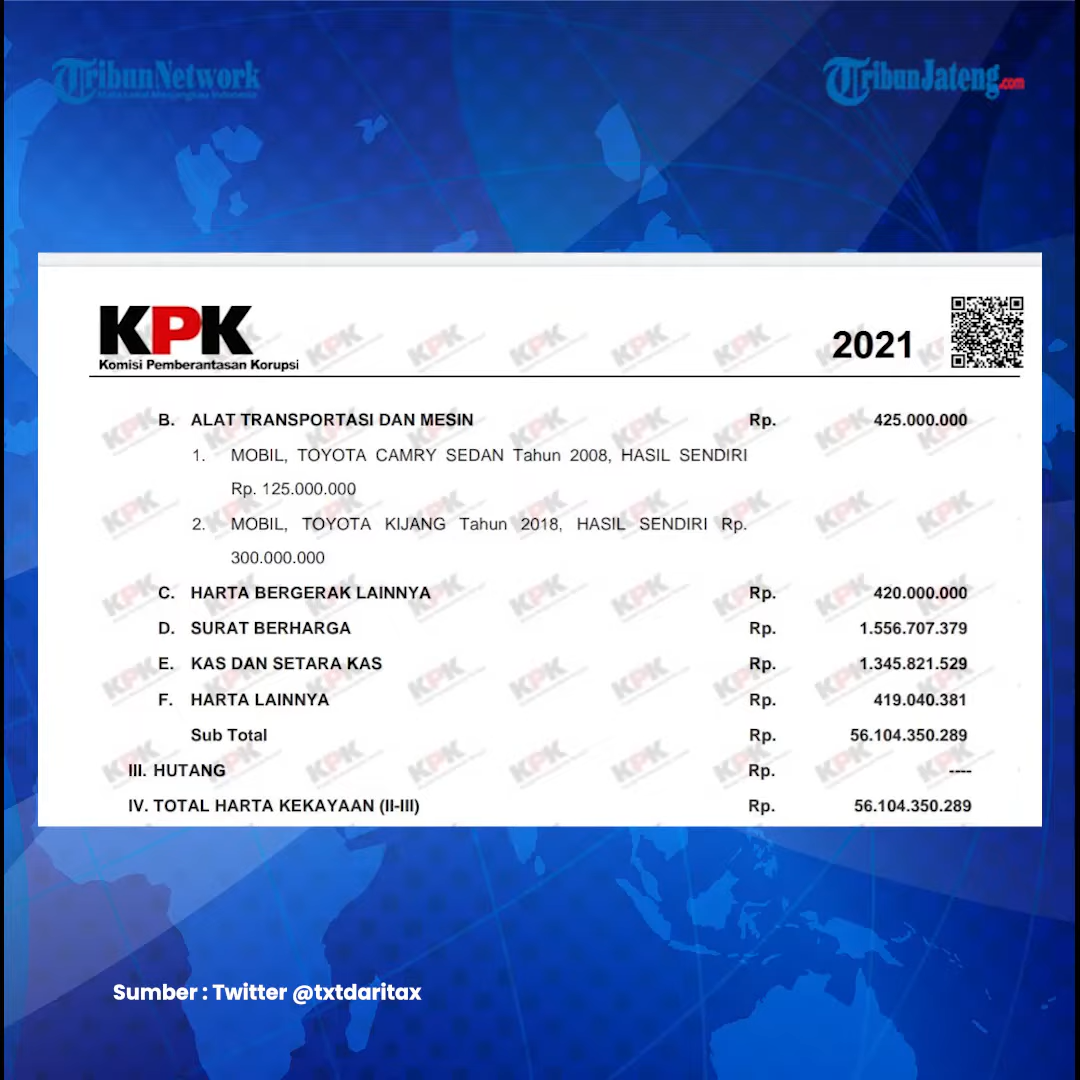 TribunNetwork
Mata Lokal Menjangkau Indonesia
TribunJateng.com
KPK
Komisi Pemberantasan Korupsi
2021
B. ALAT TRANSPORTASI DAN MESIN Rp. 425.000.000
1. MOBIL, TOYOTA CAMRY SEDAN Tahun 2008, HASIL SENDIRI
Rp. 125.000.000
2. MOBIL, TOYOTA KIJANG Tahun 2018, HASIL SENDIRI Rp.
300.000.000
C. HARTA BERGERAK LAINNYA Rp. 420.000.000
D. SURAT BERHARGA Rp. 1.556.707.379
E. KAS DAN SETARA KAS Rp. 1.345.821.529
F. HARTA LAINNYA Rp. 419.040.381
Sub Total Rp. 56.104.350.289
III. HUTANG Rp. ----
IV. TOTAL HARTA KEKAYAAN (II-III) Rp. 56.104.350.289
Sumber : Twitter @txtdaritax